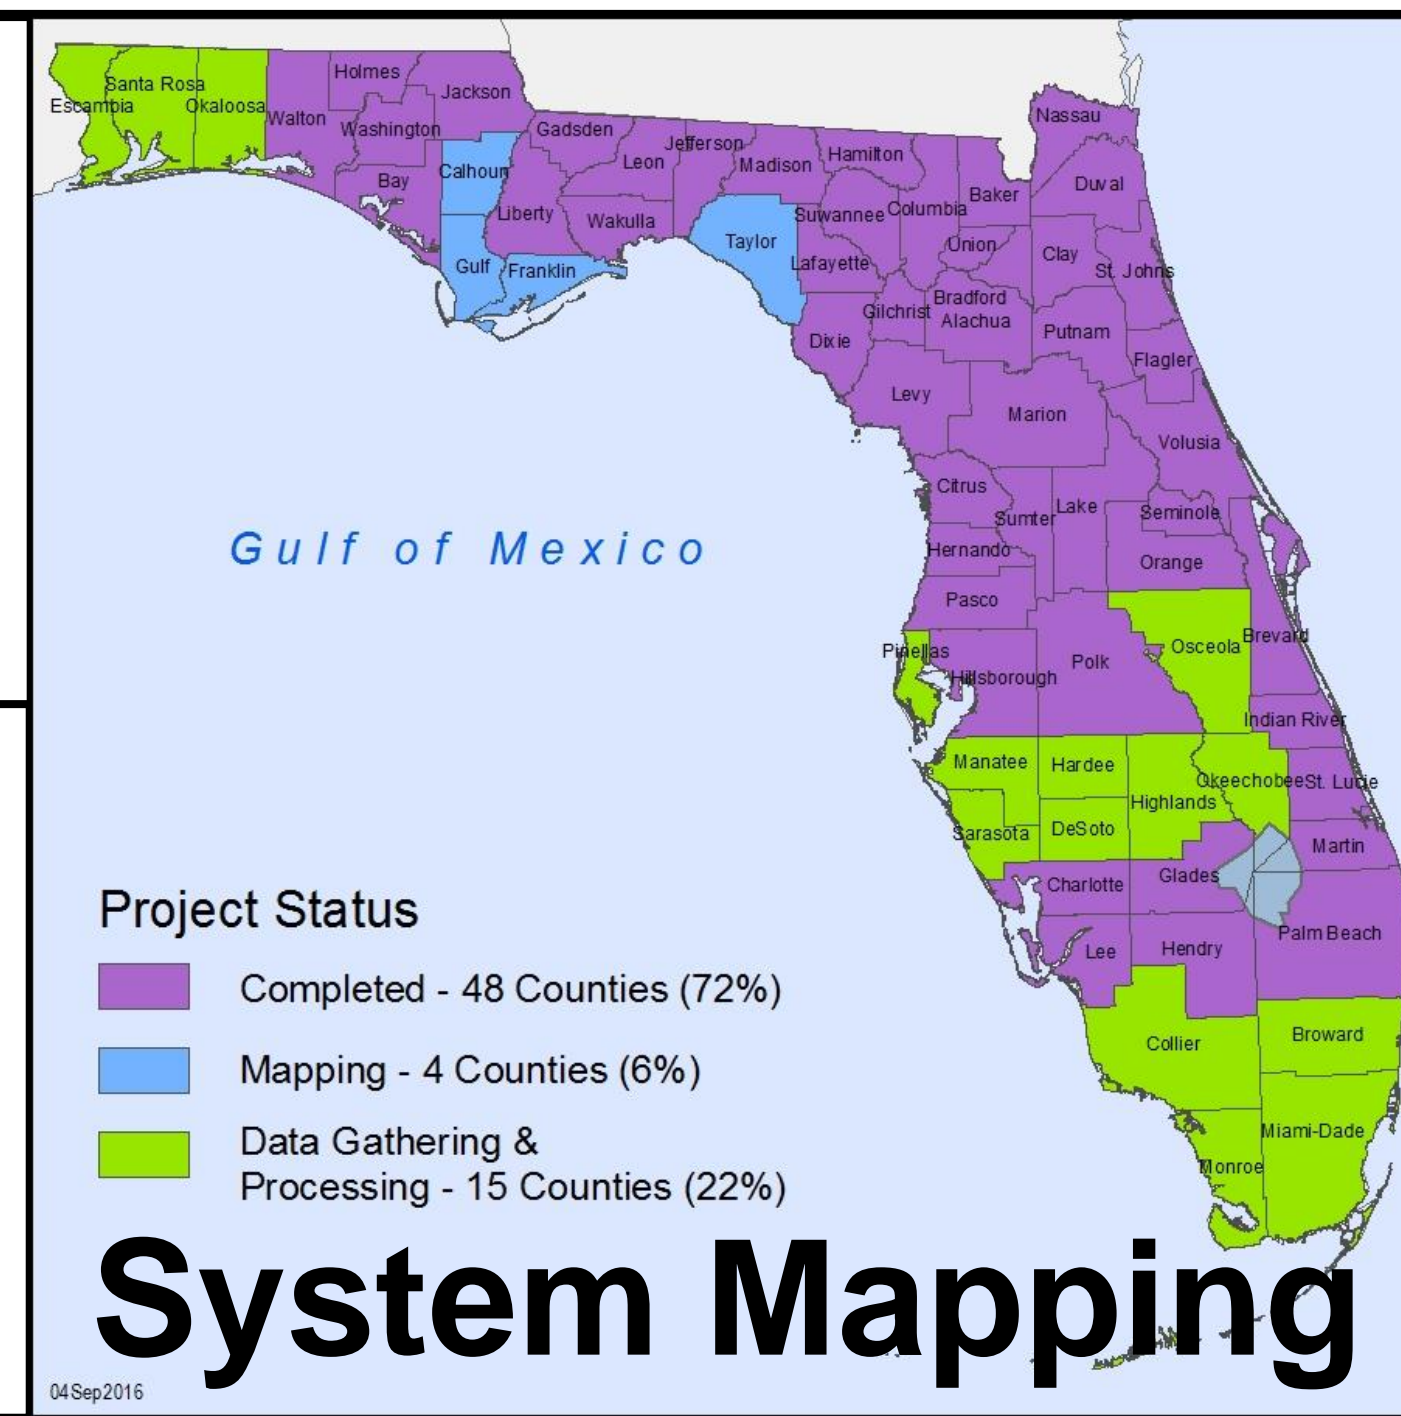 Escambia
Santa Rosa
Okaloosa
Walton
Holmes
Washington
Jackson
Bay
Calhoun
Gulf
Gadsden
Liberty
Franklin
Leon
Wakulla
Jefferson
Madison
Taylor
Hamilton
Suwannee
Lafayette
Columbia
Baker
Nassau
Duval
Union
Clay
St. Johns
Dixie
Gilchrist
Bradford
Alachua
Putnam
Flagler
Levy
Marion
Volusia
Citrus
Sumter
Lake
Seminole
Hernando
Orange
Pasco
Gulf of Mexico
Pinellas
Hillsborough
Polk
Osceola
Brevard
Indian River
Manatee
Hardee
Highlands
Okeechobee
St. Lucie
Sarasota
DeSoto
Martin
Charlotte
Glades
Palm Beach
Lee
Hendry
Collier
Broward
Miami-Dade
Monroe
Project Status
Completed - 48 Counties (72%)
Mapping - 4 Counties (6%)
Data Gathering &
Processing - 15 Counties (22%)
System Mapping
04Sep2016